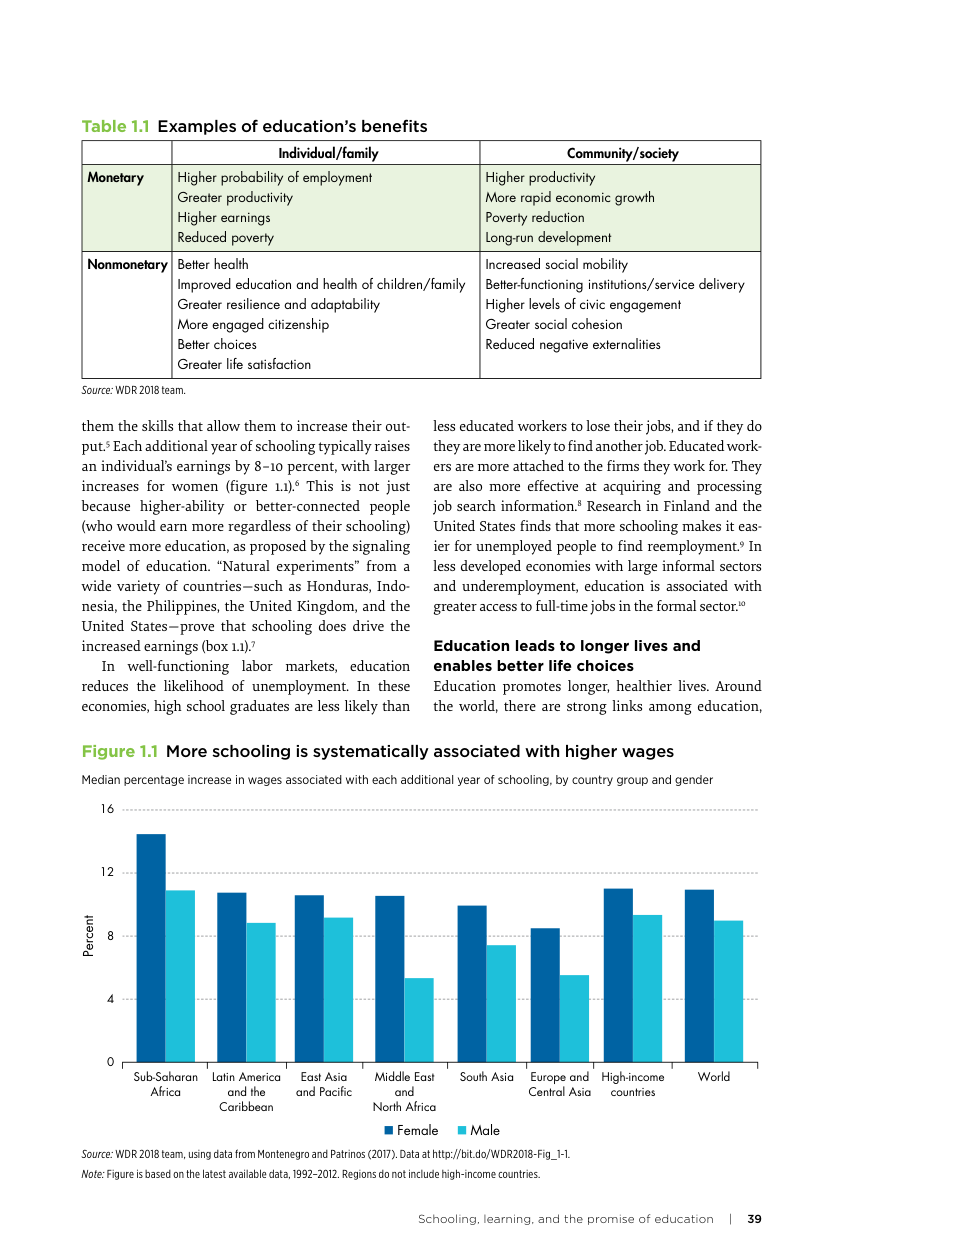 Table 1.1 Examples of education’s benefits
Individual/family
Community/society
Monetary
Higher probability of employment
Greater productivity
Higher earnings
Reduced poverty
Higher productivity
More rapid economic growth
Poverty reduction
Long-run development
Nonmonetary
Better health
Improved education and health of children/family
Greater resilience and adaptability
More engaged citizenship
Better choices
Greater life satisfaction
Increased social mobility
Better-functioning institutions/service delivery
Higher levels of civic engagement
Greater social cohesion
Reduced negative externalities
Source: WDR 2018 team.
them the skills that allow them to increase their out-
put.⁵ Each additional year of schooling typically raises
an individual’s earnings by 8–10 percent, with larger
increases for women (figure 1.1).⁶ This is not just
because higher-ability or better-connected people
(who would earn more regardless of their schooling)
receive more education, as proposed by the signaling
model of education. “Natural experiments” from a
wide variety of countries—such as Honduras, Indo-
nesia, the Philippines, the United Kingdom, and the
United States—prove that schooling does drive the
increased earnings (box 1.1).⁷
In well-functioning labor markets, education
reduces the likelihood of unemployment. In these
economies, high school graduates are less likely than
less educated workers to lose their jobs, and if they do
they are more likely to find another job. Educated work-
ers are more attached to the firms they work for. They
are also more effective at acquiring and processing
job search information.⁸ Research in Finland and the
United States finds that more schooling makes it eas-
ier for unemployed people to find reemployment.⁹ In
less developed economies with large informal sectors
and underemployment, education is associated with
greater access to full-time jobs in the formal sector.¹⁰
Education leads to longer lives and
enables better life choices
Education promotes longer, healthier lives. Around
the world, there are strong links among education,
Figure 1.1 More schooling is systematically associated with higher wages
Median percentage increase in wages associated with each additional year of schooling, by country group and gender
16
12
8
4
0
Percent
Sub-Saharan
Africa
Latin America
and the
Caribbean
East Asia
and Pacific
Middle East
and
North Africa
South Asia
Europe and
Central Asia
High-income
countries
World
Female
Male
Source: WDR 2018 team, using data from Montenegro and Patrinos (2017). Data at http://bit.do/WDR2018-Fig_1-1.
Note: Figure is based on the latest available data, 1992–2012. Regions do not include high-income countries.
Schooling, learning, and the promise of education | 39